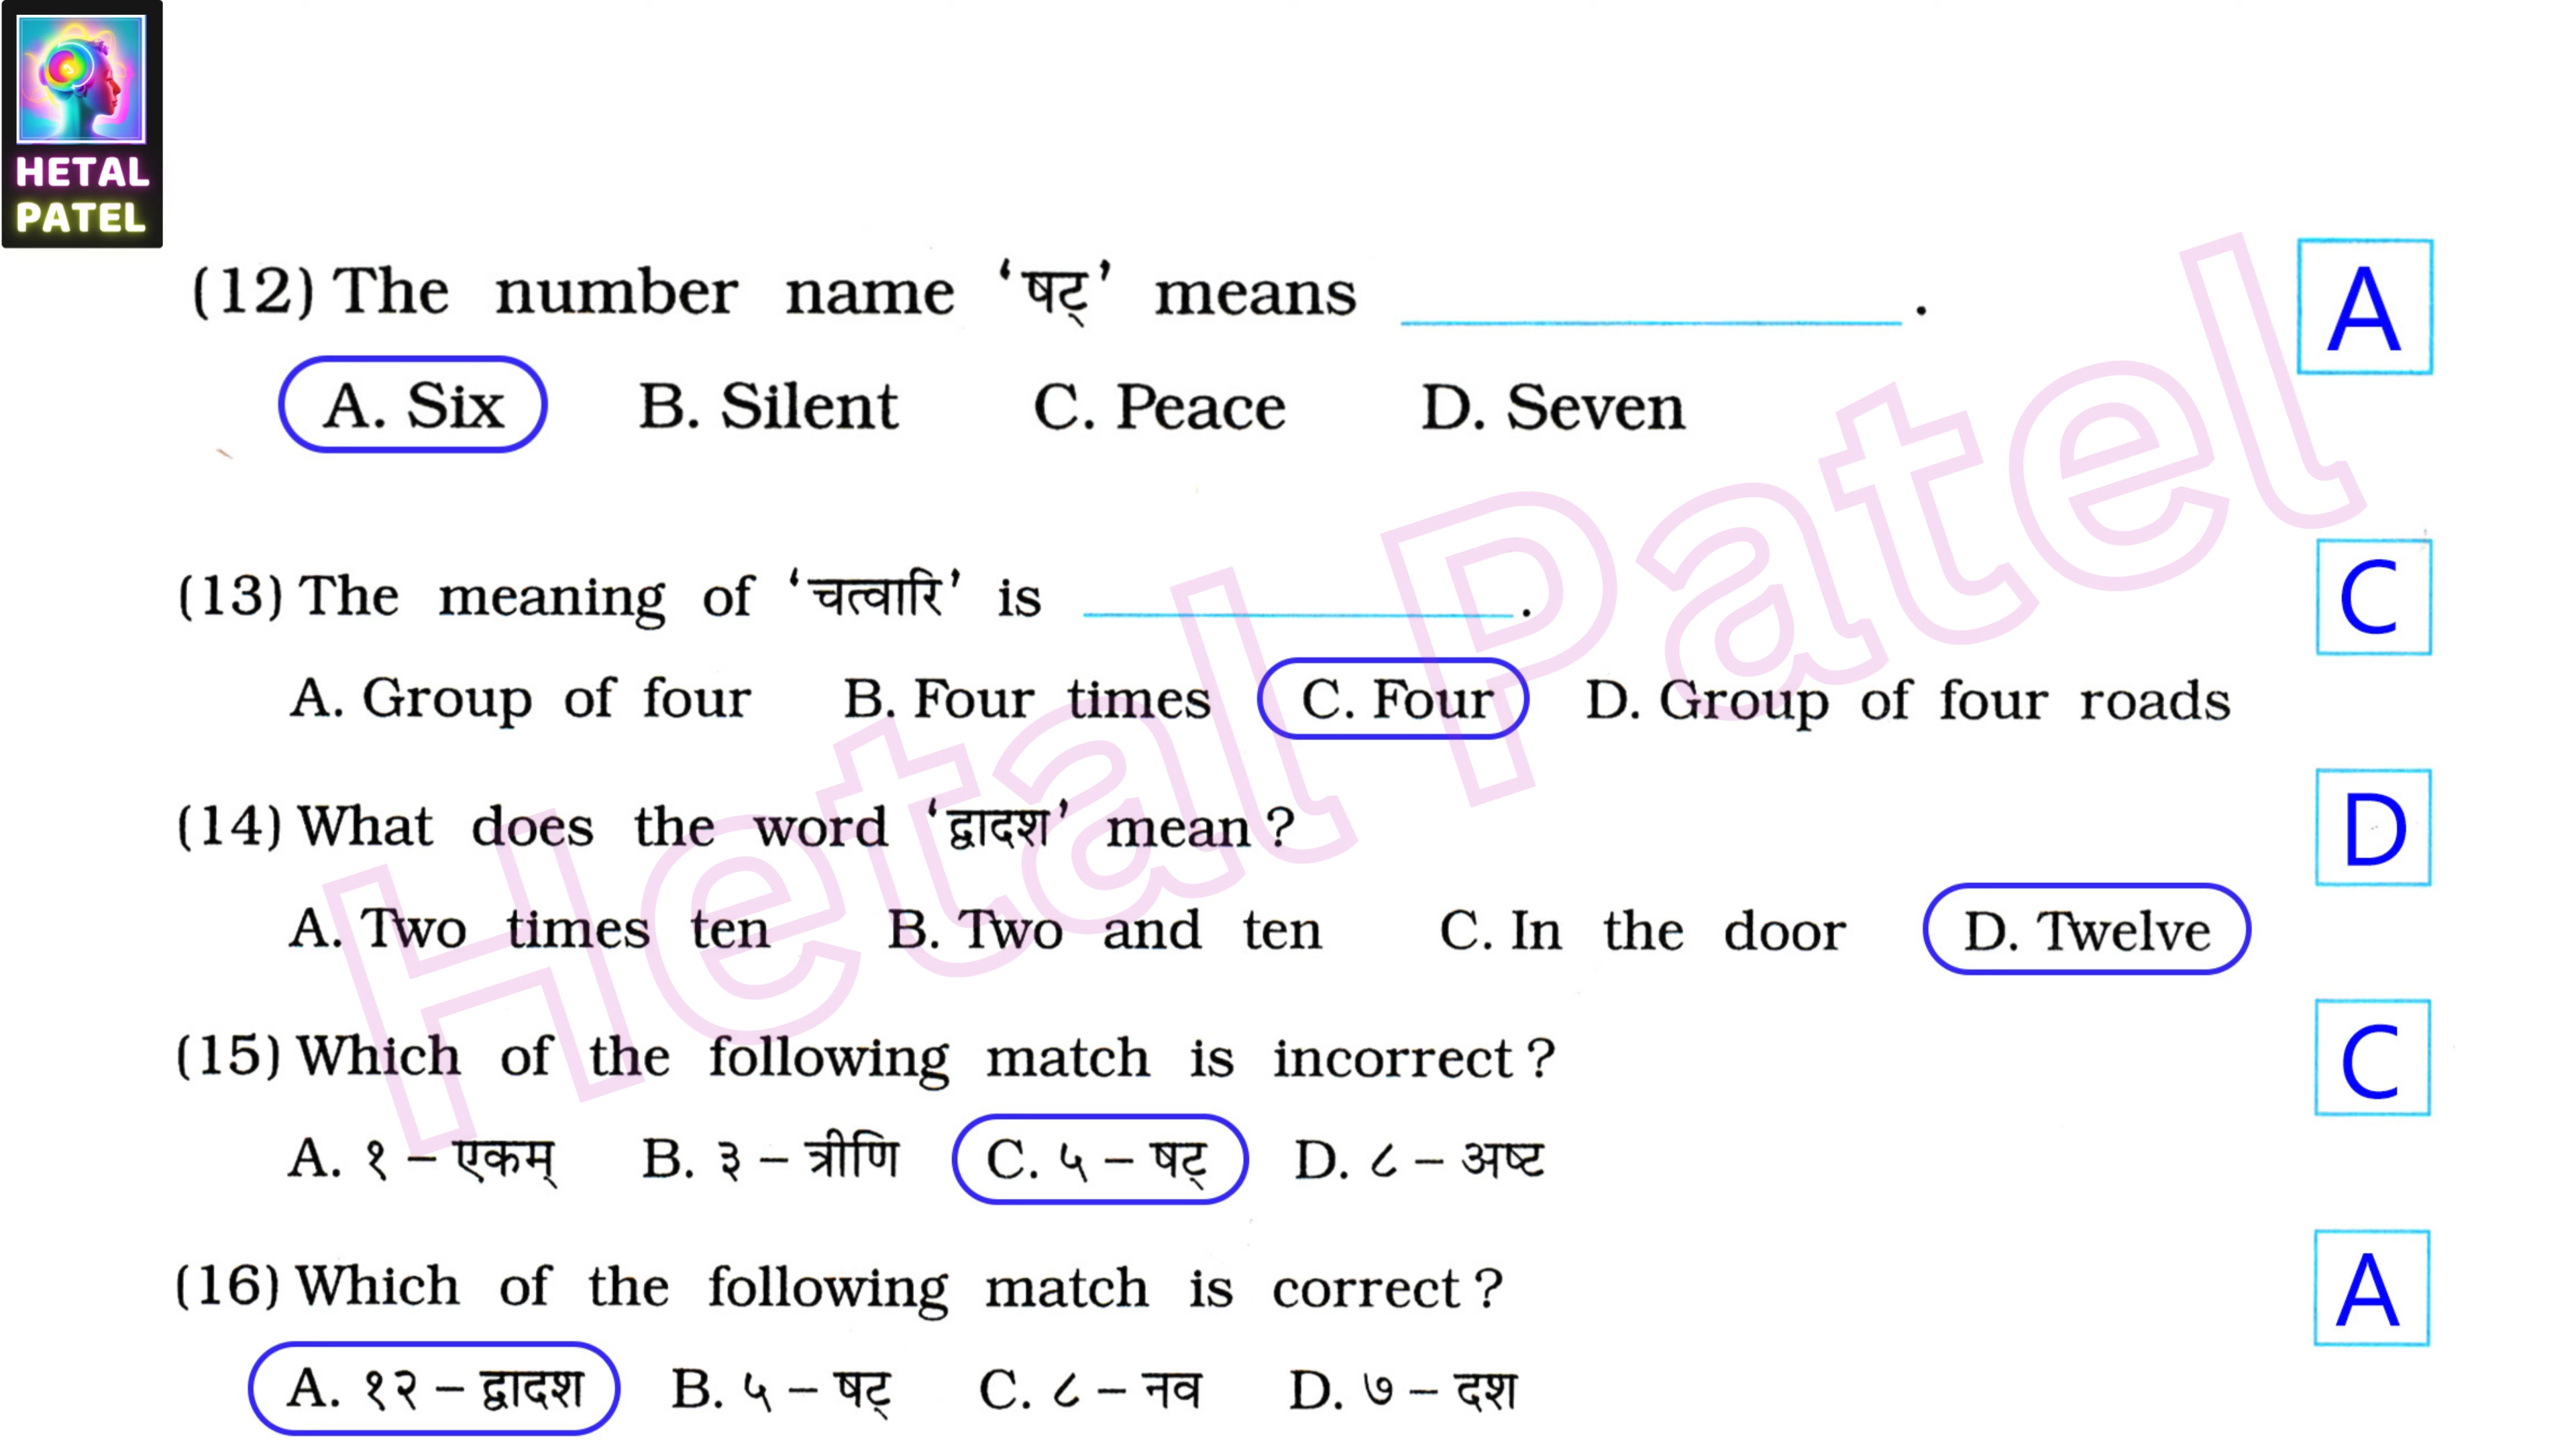 HETAL
PATEL
(12) The number name ‘षट्’ means ____________ .
A
A. Six B. Silent C. Peace D. Seven
(13) The meaning of ‘चत्वारि’ is ____________ .
C
A. Group of four B. Four times C. Four D. Group of four roads
(14) What does the word ‘द्वादश’ mean ?
D
A. Two times ten B. Two and ten C. In the door D. Twelve
(15) Which of the following match is incorrect ?
C
A. १ – एकम् B. ३ – त्रीणि C. ५ – षट् D. ८ – अष्ट
(16) Which of the following match is correct ?
A
A. १२ – द्वादश B. ५ – षट् C. ८ – नव D. ७ – दश
Hetal Patel